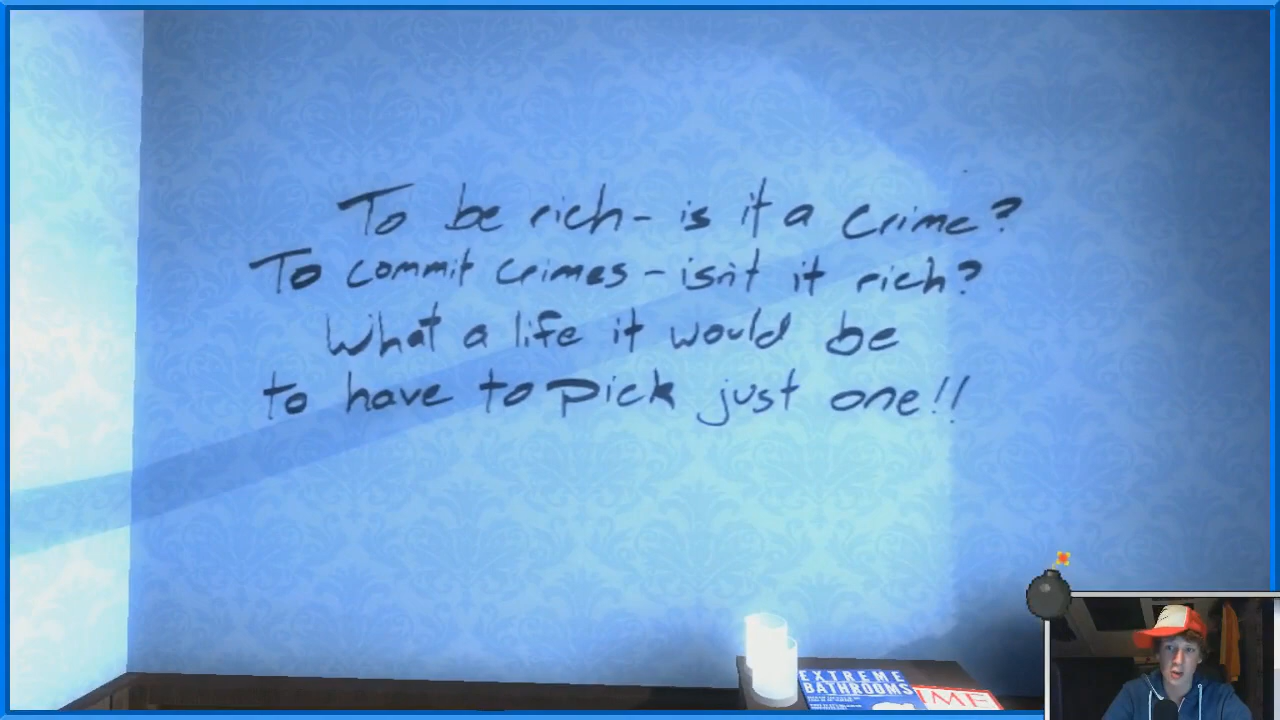 To be rich- is it a crime?
To commit crimes - isn't it rich?
What a life it would be
to have to pick just one!!
EXTREME
BATHROOMS